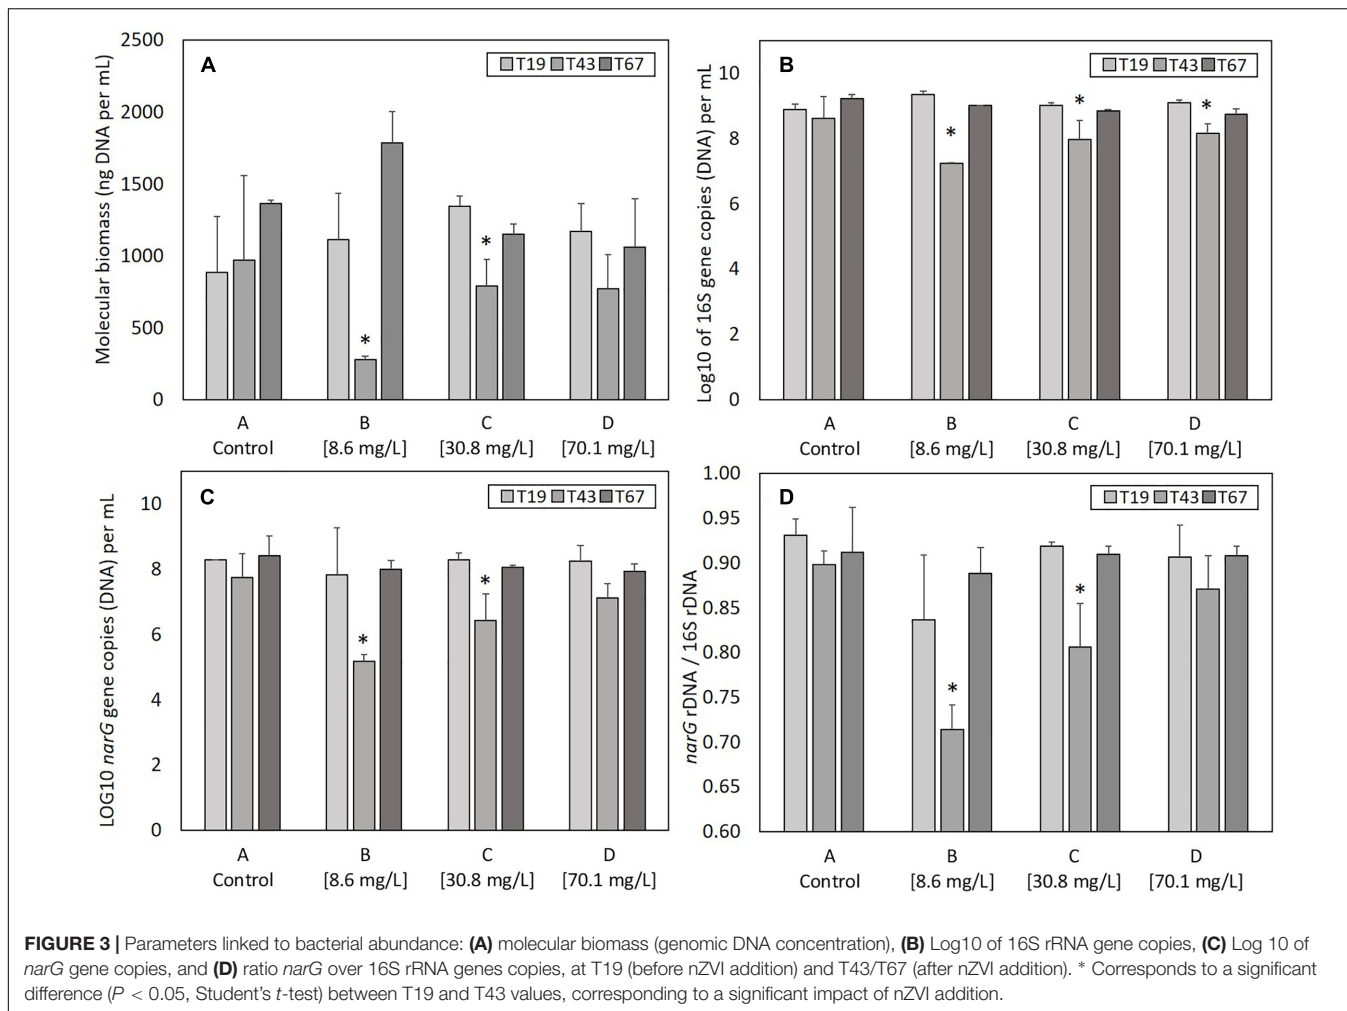 A
T19 T43 T67
Molecular biomass (ng DNA per mL)
2500
2000
1500
1000
500
0
*
*
A B C D
Control [8.6 mg/L] [30.8 mg/L] [70.1 mg/L]
B
T19 T43 T67
Log10 of 16S gene copies (DNA) per mL
10
8
6
4
2
0
*
*
*
A B C D
Control [8.6 mg/L] [30.8 mg/L] [70.1 mg/L]
C
T19 T43 T67
LOG10 narG gene copies (DNA) per mL
10
8
6
4
2
0
*
*
A B C D
Control [8.6 mg/L] [30.8 mg/L] [70.1 mg/L]
D
T19 T43 T67
narG rDNA / 16S rDNA
1.00
0.95
0.90
0.85
0.80
0.75
0.70
0.65
0.60
*
*
A B C D
Control [8.6 mg/L] [30.8 mg/L] [70.1 mg/L]
FIGURE 3 | Parameters linked to bacterial abundance: (A) molecular biomass (genomic DNA concentration), (B) Log10 of 16S rRNA gene copies, (C) Log 10 of
narG gene copies, and (D) ratio narG over 16S rRNA genes copies, at T19 (before nZVI addition) and T43/T67 (after nZVI addition). * Corresponds to a significant
difference (P < 0.05, Student’s t-test) between T19 and T43 values, corresponding to a significant impact of nZVI addition.